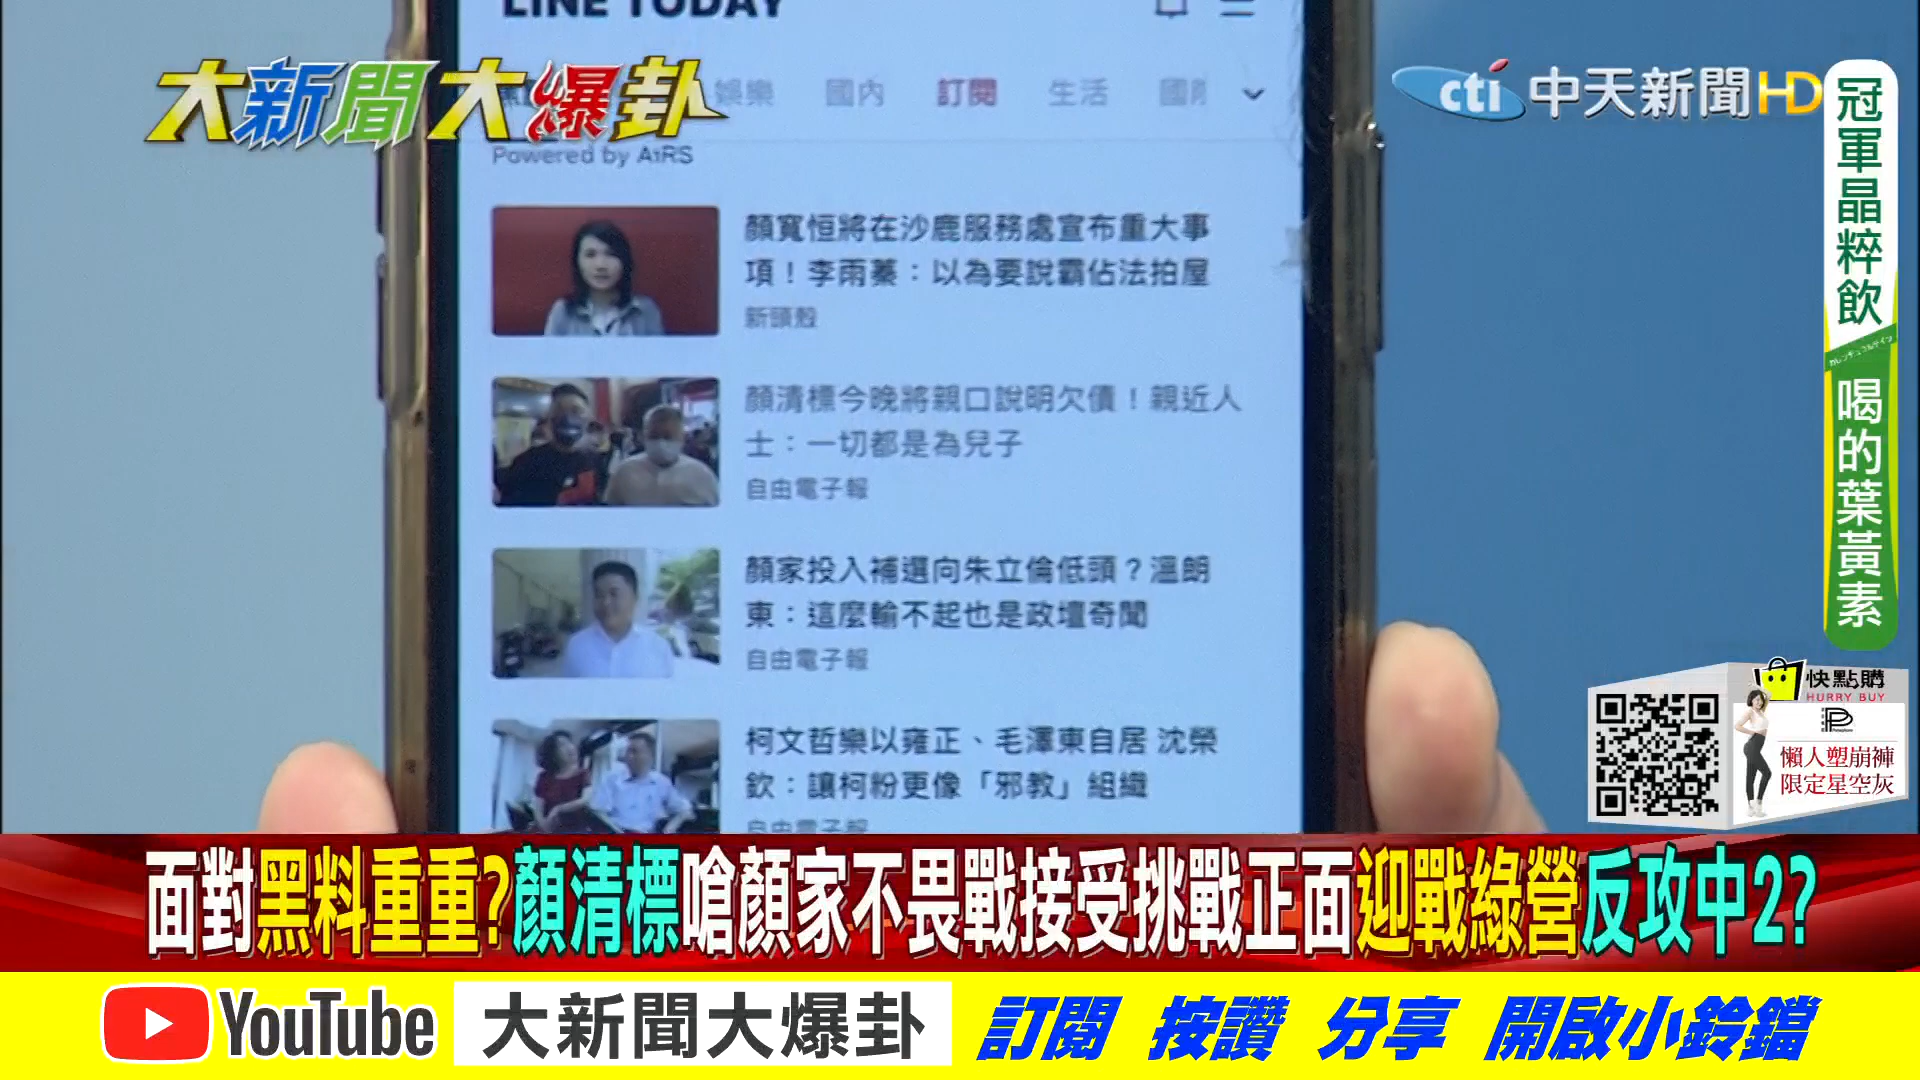 LINE TODAY
大新聞大爆卦
娛樂 國內 訂閱 生活
Powered by AiRS
cti 中天新聞HD
顏寬恒將在沙鹿服務處宣布重大事
項！李雨蓁：以為要說霸佔法拍屋
新頭殼
顏清標今晚將親口說明欠債！親近人
士：一切都是為兒子
自由電子報
顏家投入補選向朱立倫低頭？溫朗
東：這麼輸不起也是政壇奇聞
自由電子報
柯文哲樂以雍正、毛澤東自居 沈榮
欽：讓柯粉更像「邪教」組織
自由電子報
冠軍晶粹飲
喝的葉黃素
快點購
HURRY BUY
懶人塑崩褲
限定星空灰
面對黑料重重?顏清標嗆顏家不畏戰接受挑戰正面迎戰綠營反攻中2?
YouTube 大新聞大爆卦 訂閱 按讚 分享 開啟小鈴鐺